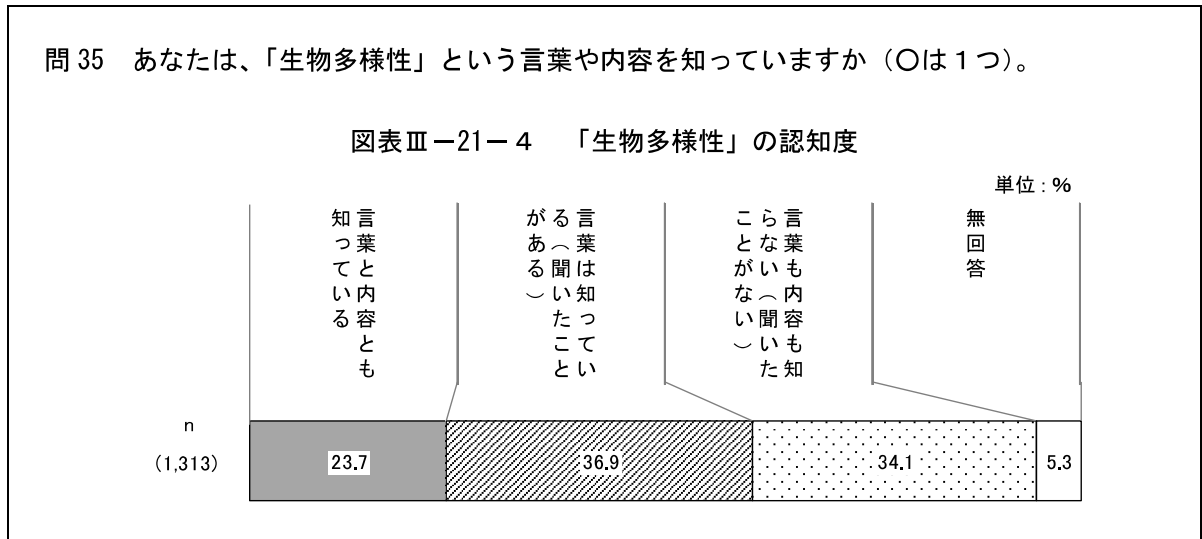 問35　あなたは、「生物多様性」という言葉や内容を知っていますか（○は１つ）。
図表Ⅲ－21－４　「生物多様性」の認知度
単位：％
言葉と内容とも
知っている
言葉は知ってい
る（聞いたこと
がある）
言葉も内容も知
らない（聞いた
ことがない）
無回答
n
(1,313)
23.7
36.9
34.1
5.3